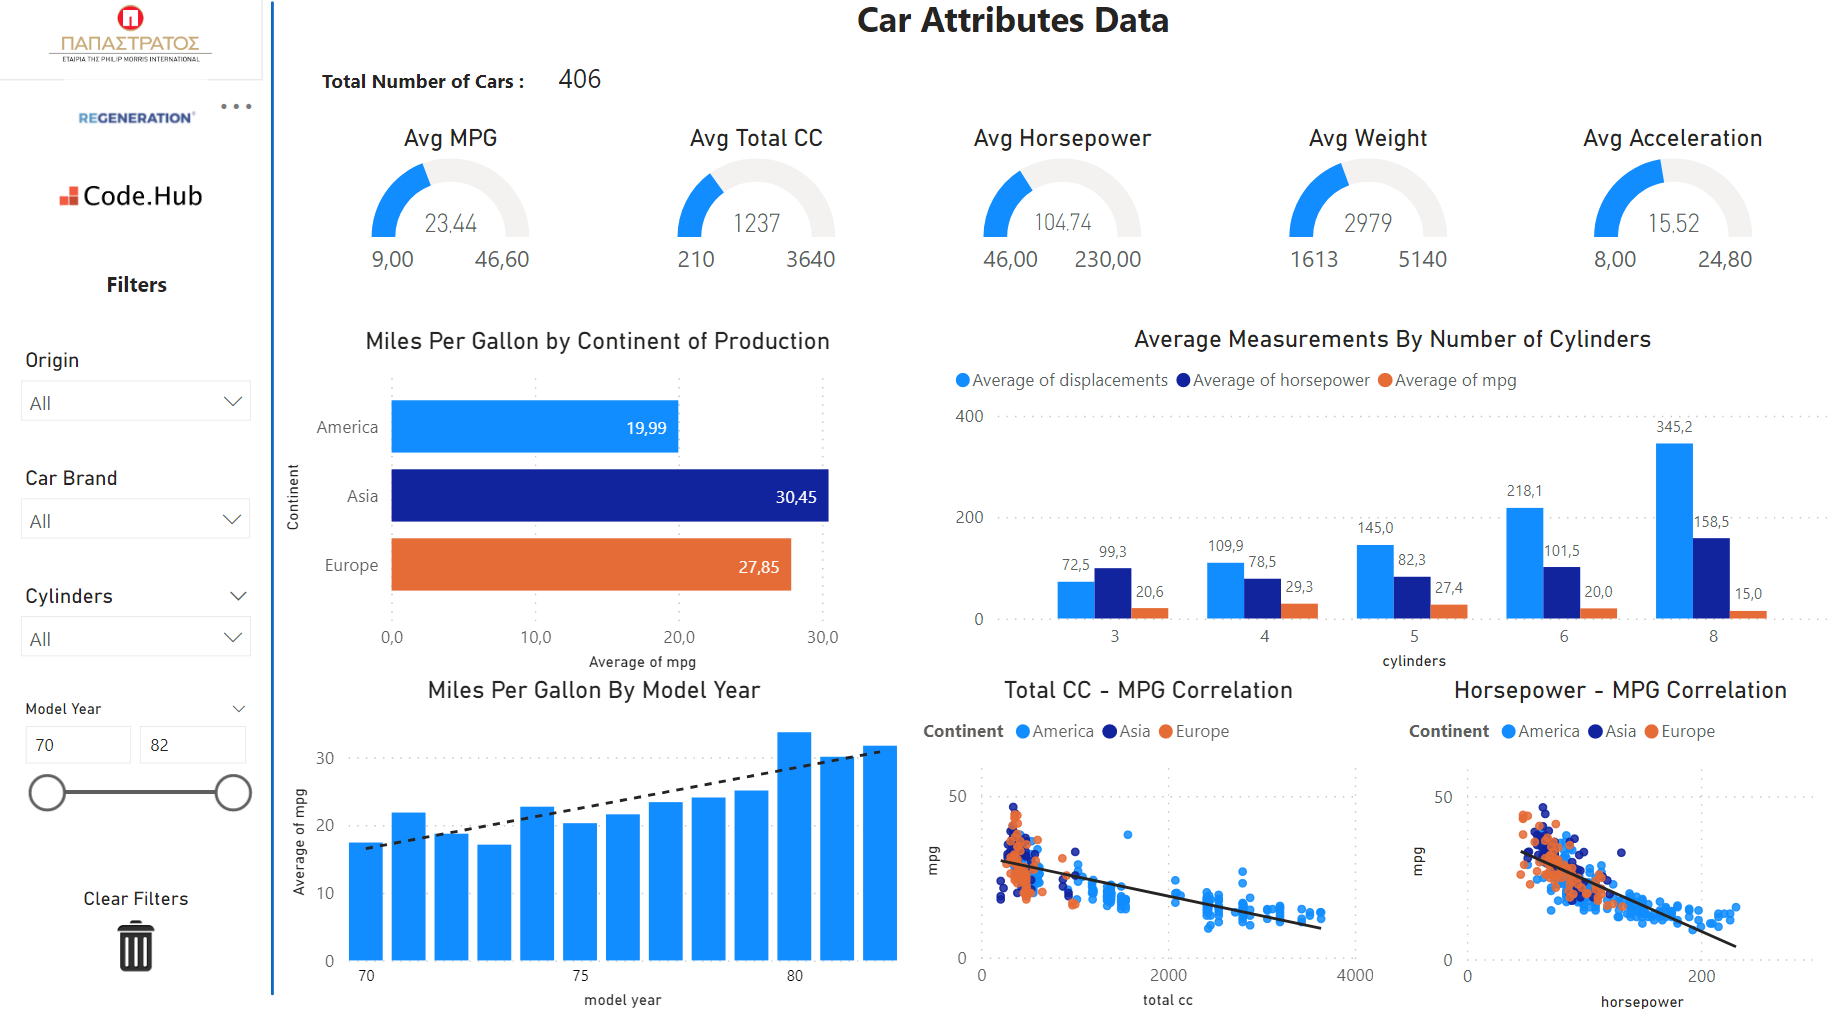 ΠΑΠΑΣΤΡΑΤΟΣ
ΕΤΑΙΡΙΑ ΤΗΣ PHILIP MORRIS INTERNATIONAL
REGENERATION
Code.Hub
Filters
Origin
All
Car Brand
All
Cylinders
All
Model Year
70 82
Clear Filters
Car Attributes Data
Total Number of Cars : 406
Avg MPG
23,44
9,00 46,60
Avg Total CC
1237
210 3640
Avg Horsepower
104,74
46,00 230,00
Avg Weight
2979
1613 5140
Avg Acceleration
15,52
8,00 24,80
Miles Per Gallon by Continent of Production
Continent
America 19,99
Asia 30,45
Europe 27,85
0,0 10,0 20,0 30,0
Average of mpg
Average Measurements By Number of Cylinders
Average of displacements Average of horsepower Average of mpg
400
200
0
72,5 99,3 20,6
109,9 78,5 29,3
145,0 82,3 27,4
218,1 101,5 20,0
345,2 158,5 15,0
3 4 5 6 8
cylinders
Miles Per Gallon By Model Year
Average of mpg
30
20
10
0
70 75 80
model year
Total CC - MPG Correlation
Continent America Asia Europe
mpg
50
0
0 2000 4000
total cc
Horsepower - MPG Correlation
Continent America Asia Europe
mpg
50
0
0 200
horsepower